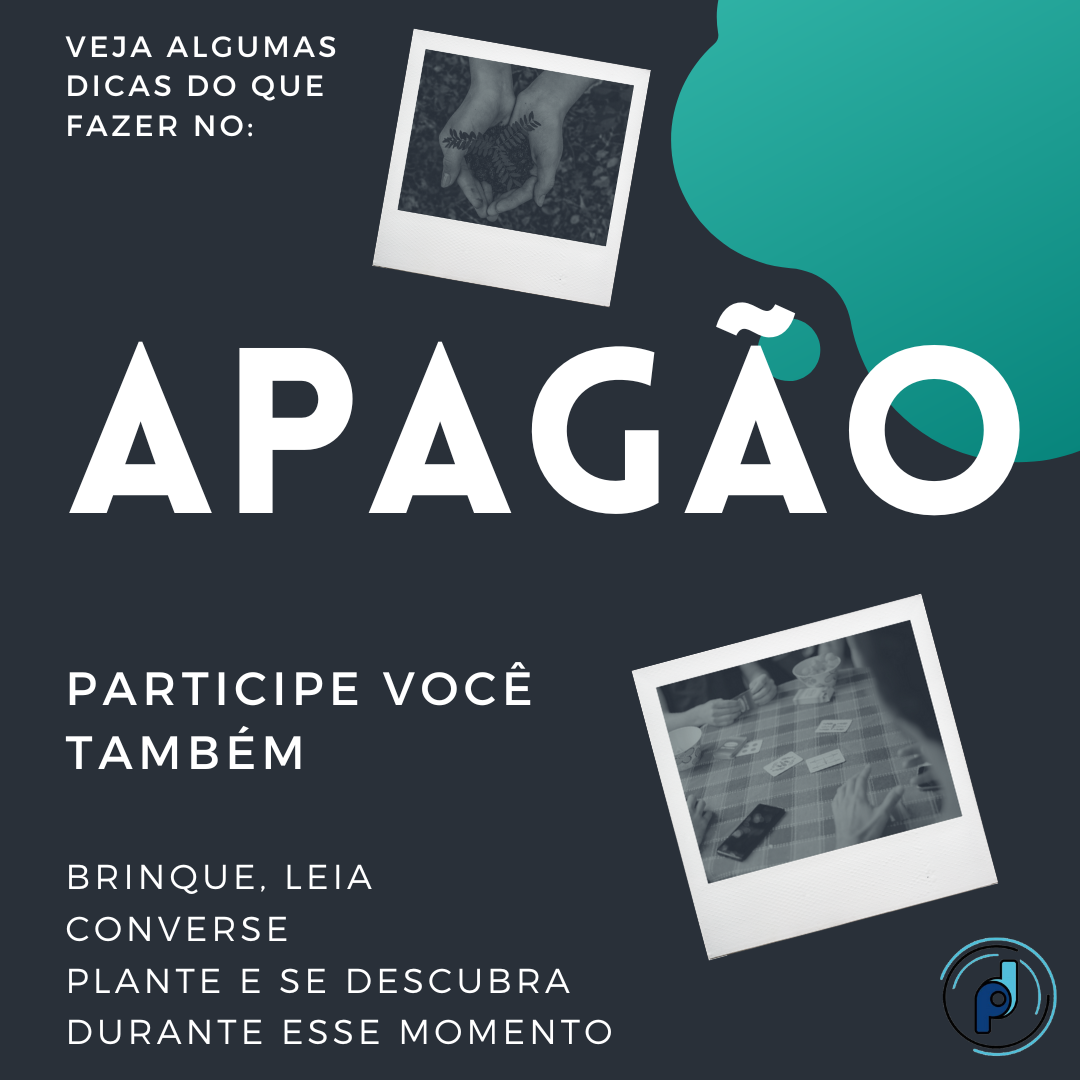 VEJA ALGUMAS
DICAS DO QUE
FAZER NO:
APAGÃO
PARTICIPE VOCÊ
TAMBÉM
BRINQUE, LEIA
CONVERSE
PLANTE E SE DESCUBRA
DURANTE ESSE MOMENTO